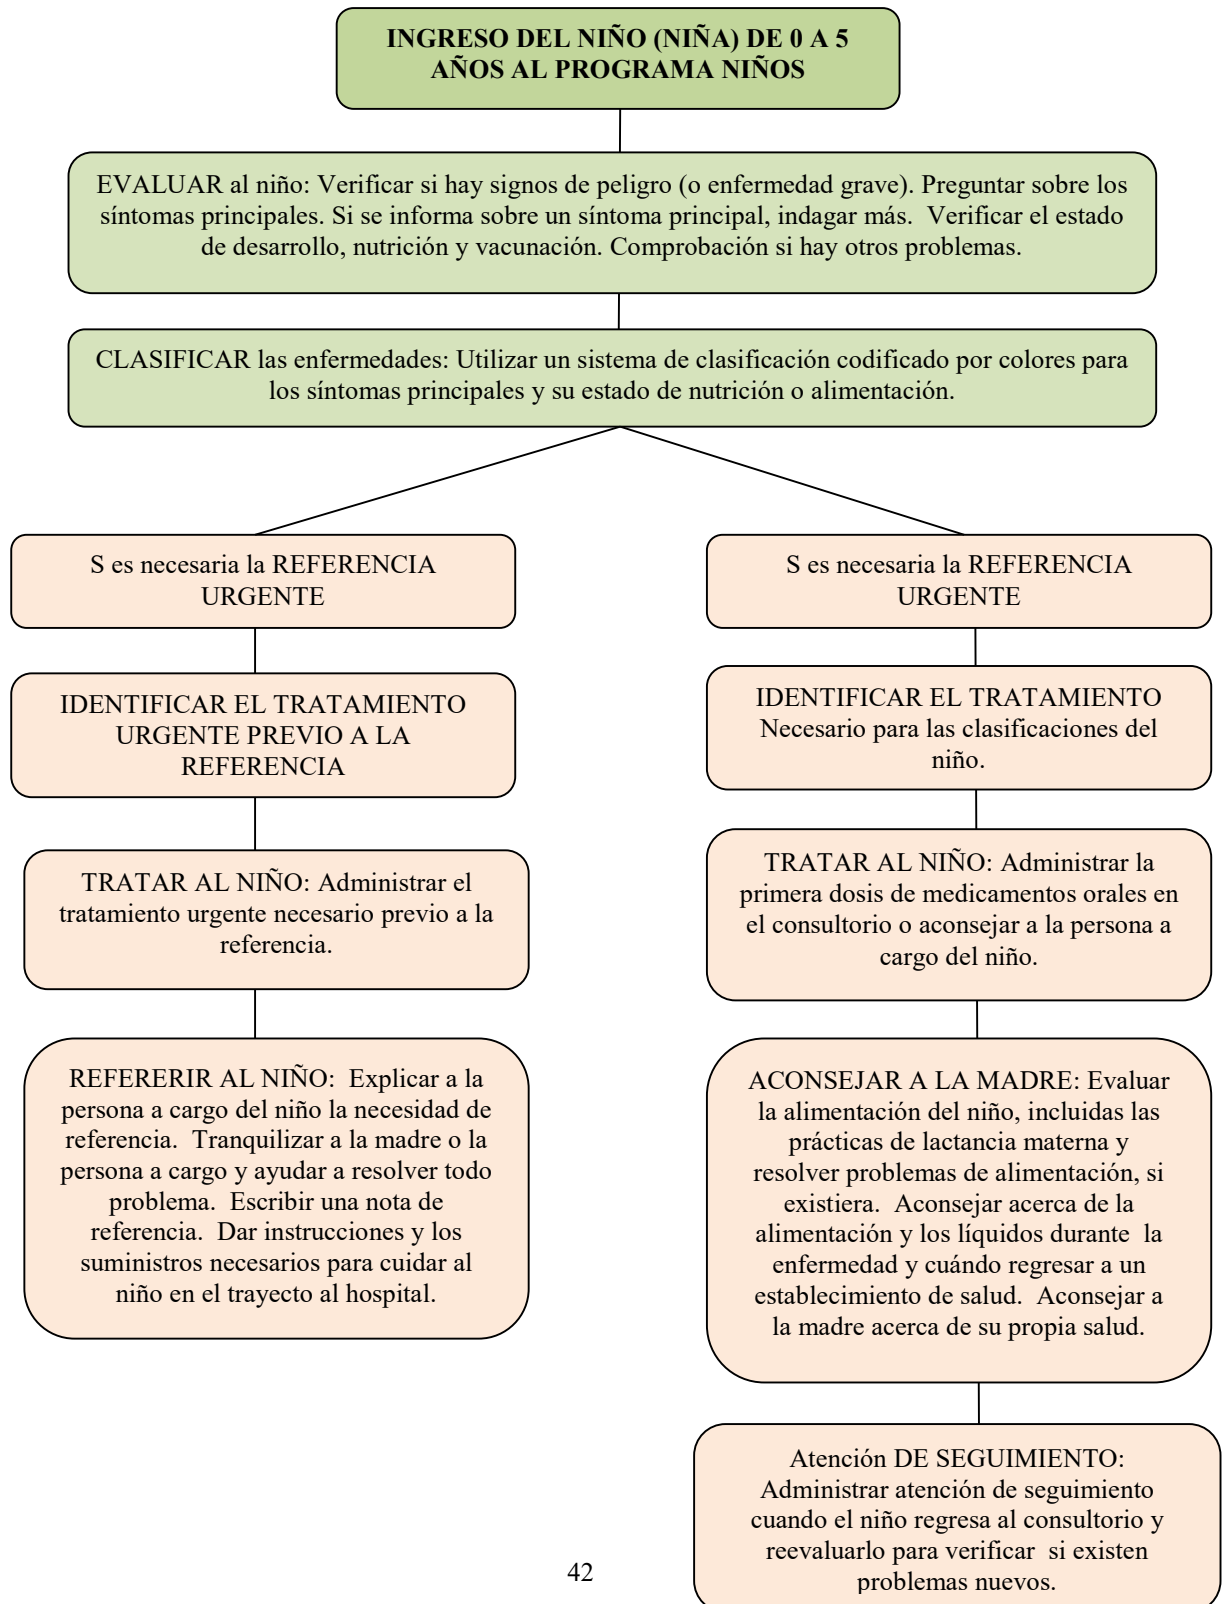 INGRESO DEL NIÑO (NIÑA) DE 0 A 5
AÑOS AL PROGRAMA NIÑOS
EVALUAR al niño: Verificar si hay signos de peligro (o enfermedad grave). Preguntar sobre los
síntomas principales. Si se informa sobre un síntoma principal, indagar más.  Verificar el estado
de desarrollo, nutrición y vacunación. Comprobación si hay otros problemas.
CLASIFICAR las enfermedades: Utilizar un sistema de clasificación codificado por colores para
los síntomas principales y su estado de nutrición o alimentación.
S es necesaria la REFERENCIA
URGENTE
IDENTIFICAR EL TRATAMIENTO
URGENTE PREVIO A LA
REFERENCIA
TRATAR AL NIÑO: Administrar el
tratamiento urgente necesario previo a la
referencia.
REFERERIR AL NIÑO:  Explicar a la
persona a cargo del niño la necesidad de
referencia.  Tranquilizar a la madre o la
persona a cargo y ayudar a resolver todo
problema.  Escribir una nota de
referencia.  Dar instrucciones y los
suministros necesarios para cuidar al
niño en el trayecto al hospital.
S es necesaria la REFERENCIA
URGENTE
IDENTIFICAR EL TRATAMIENTO
Necesario para las clasificaciones del
niño.
TRATAR AL NIÑO: Administrar la
primera dosis de medicamentos orales en
el consultorio o aconsejar a la persona a
cargo del niño.
ACONSEJAR A LA MADRE: Evaluar
la alimentación del niño, incluidas las
prácticas de lactancia materna y
resolver problemas de alimentación, si
existiera.  Aconsejar acerca de la
alimentación y los líquidos durante  la
enfermedad y cuándo regresar a un
establecimiento de salud.  Aconsejar a
la madre acerca de su propia salud.
Atención DE SEGUIMIENTO:
Administrar atención de seguimiento
cuando el niño regresa al consultorio y
reevaluarlo para verificar  si existen
problemas nuevos.
42